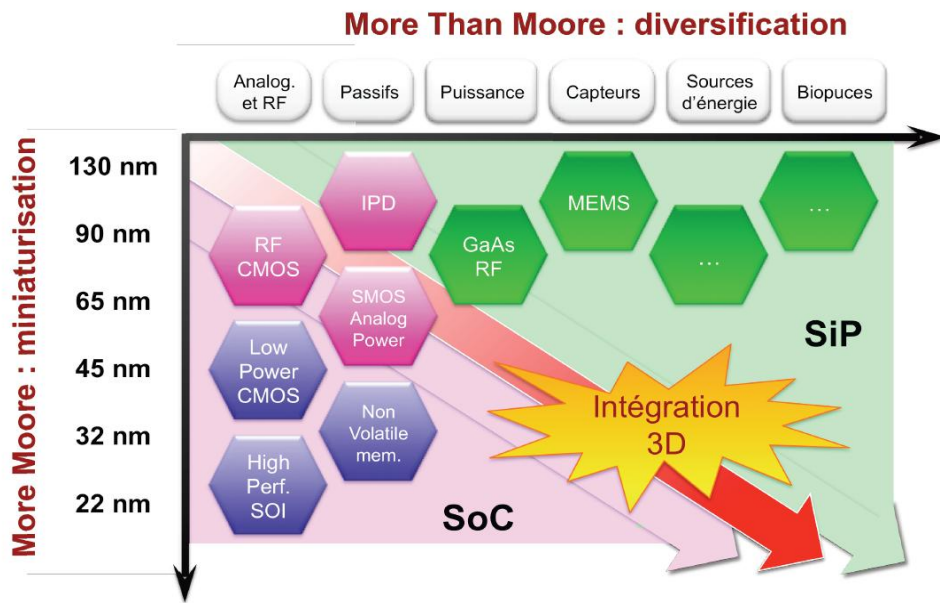 More Than Moore : diversification
Analog.
et RF
Passifs
Puissance
Capteurs
Sources
d'énergie
Biopuces
More Moore : miniaturisation
130 nm
90 nm
65 nm
45 nm
32 nm
22 nm
IPD
MEMS
...
RF
CMOS
GaAs
RF
...
SMOS
Analog
Power
Low
Power
CMOS
Non
Volatile
mem.
High
Perf.
SOI
SiP
Intégration
3D
SoC